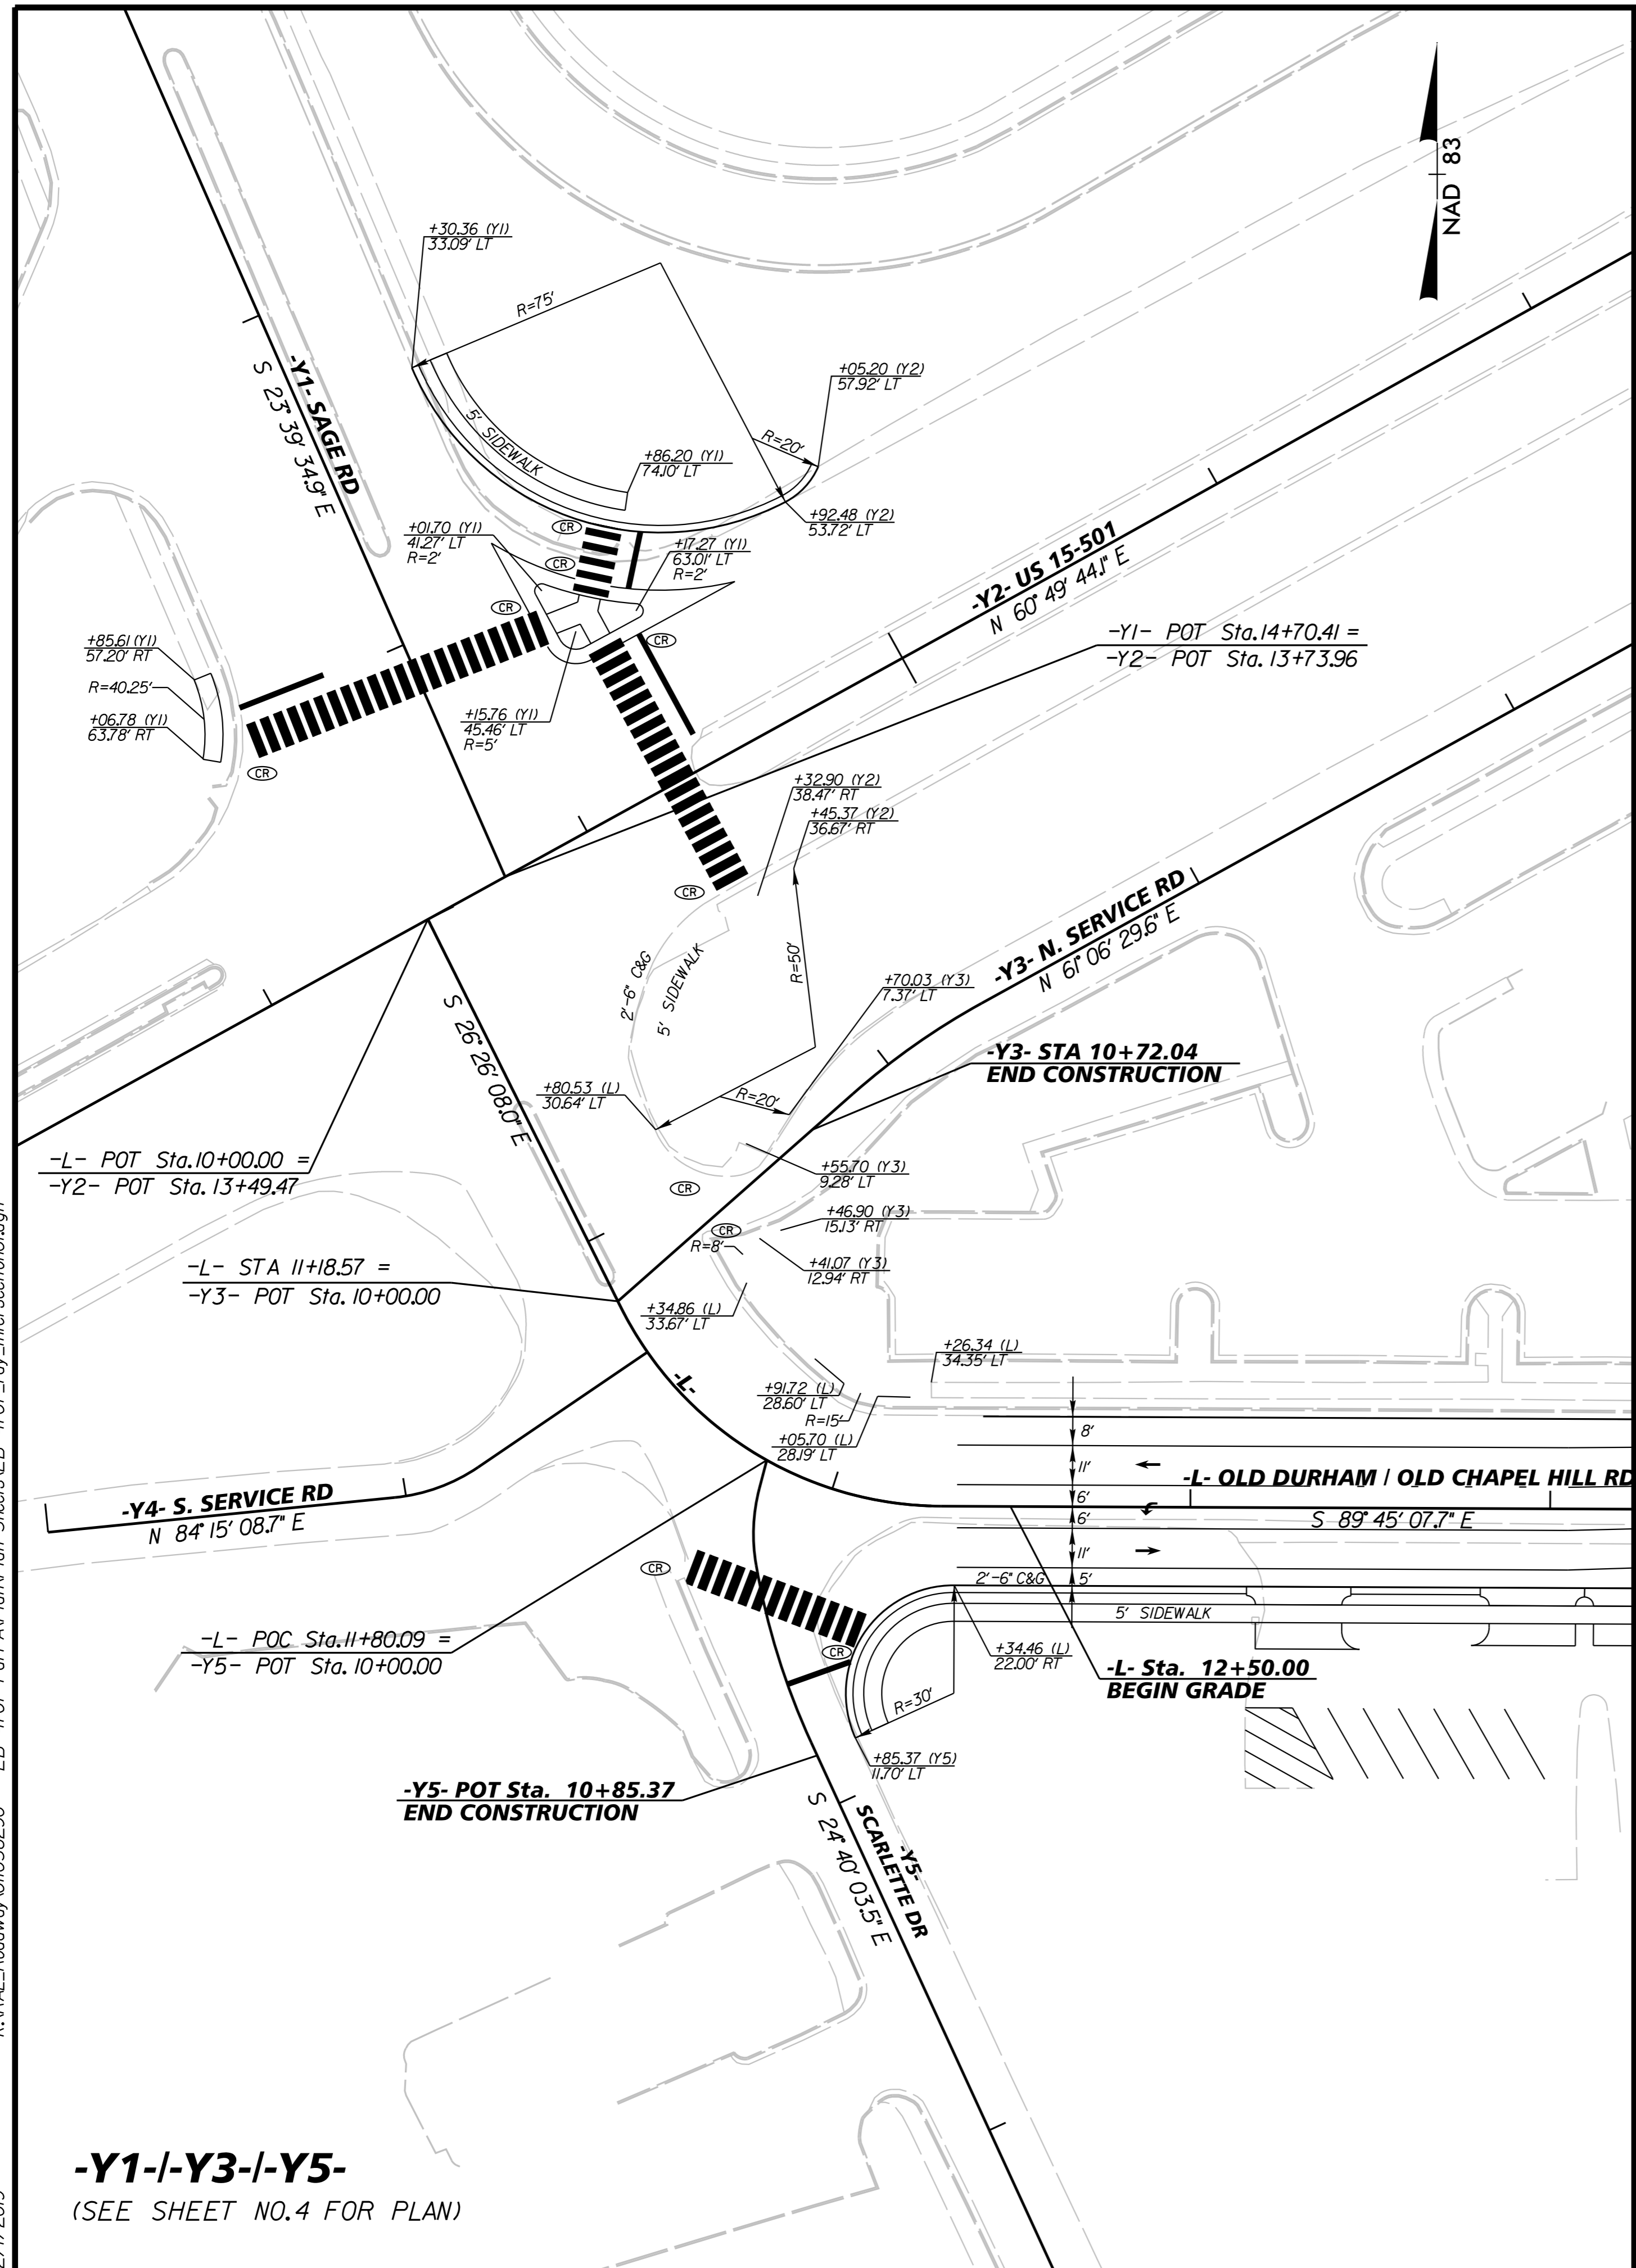 NAD 83
+30.36 (Y1)
33.09' LT
R=75'
-Y1- SAGE RD
S 23° 39' 34.9" E
5' SIDEWALK
+05.20 (Y2)
57.92' LT
R=20'
+86.20 (Y1)
74.10' LT
+92.48 (Y2)
53.72' LT
+01.70 (Y1)
41.27' LT
R=2'
CR
CR
+17.27 (Y1)
63.01' LT
R=2'
CR
CR
-Y2- US 15-501
N 60° 49' 44.1" E
-Y1- POT Sta. 14+70.41 =
-Y2- POT Sta. 13+73.96
+85.61 (Y1)
57.20' RT
R=40.25'
+06.78 (Y1)
63.78' RT
CR
+15.76 (Y1)
45.46' LT
R=5'
+32.90 (Y2)
38.47' RT
+45.37 (Y2)
36.67' RT
CR
R=50'
2'-6" C&G
5' SIDEWALK
-Y3- N. SERVICE RD
N 61° 06' 29.6" E
+70.03 (Y3)
7.37' LT
S 26° 26' 08.0" E
-Y3- STA 10+72.04
END CONSTRUCTION
+80.53 (L)
30.64' LT
R=20'
-L- POT Sta. 10+00.00 =
-Y2- POT Sta. 13+49.47
+55.70 (Y3)
9.28' LT
CR
+46.90 (Y3)
15.13' RT
CR
R=8'
+41.07 (Y3)
12.94' RT
-L- STA 11+18.57 =
-Y3- POT Sta. 10+00.00
+34.86 (L)
33.67' LT
+26.34 (L)
34.35' LT
-L-
+91.72 (L)
28.60' LT
R=15'
+05.70 (L)
28.19' LT
8'
11'
-L- OLD DURHAM / OLD CHAPEL HILL RD
6'
6'
S 89° 45' 07.7" E
-Y4- S. SERVICE RD
N 84° 15' 08.7" E
11'
CR
2'-6" C&G
5'
5' SIDEWALK
-L- POC Sta. 11+80.09 =
-Y5- POT Sta. 10+00.00
CR
+34.46 (L)
22.00' RT
-L- Sta. 12+50.00
BEGIN GRADE
R=30'
+85.37 (Y5)
11.70' LT
-Y5- POT Sta. 10+85.37
END CONSTRUCTION
-Y5-
SCARLETTE DR
S 24° 40' 03.5" E
-Y1-/-Y3-/-Y5-
(SEE SHEET NO. 4 FOR PLAN)